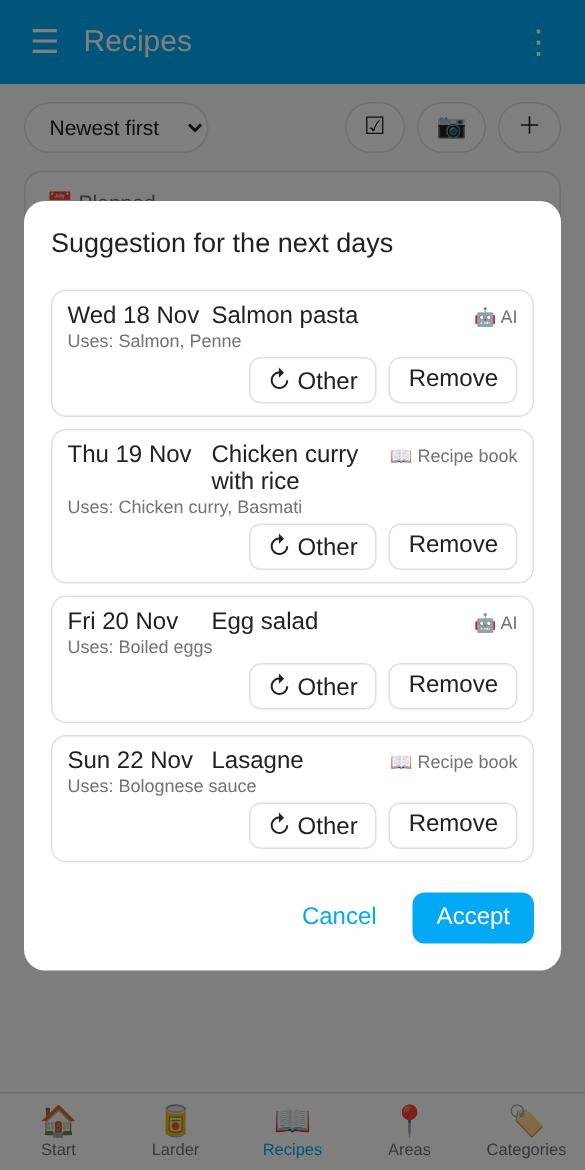 ☰ Recipes ⋮
Newest first
Planned
Suggestion for the next days
Wed 18 Nov Salmon pasta 🤖 AI
Uses: Salmon, Penne
↻ Other Remove
Thu 19 Nov Chicken curry 📖 Recipe book
with rice
Uses: Chicken curry, Basmati
↻ Other Remove
Fri 20 Nov Egg salad 🤖 AI
Uses: Boiled eggs
↻ Other Remove
Sun 22 Nov Lasagne 📖 Recipe book
Uses: Bolognese sauce
↻ Other Remove
Cancel Accept
Start Larder Recipes Areas Categories